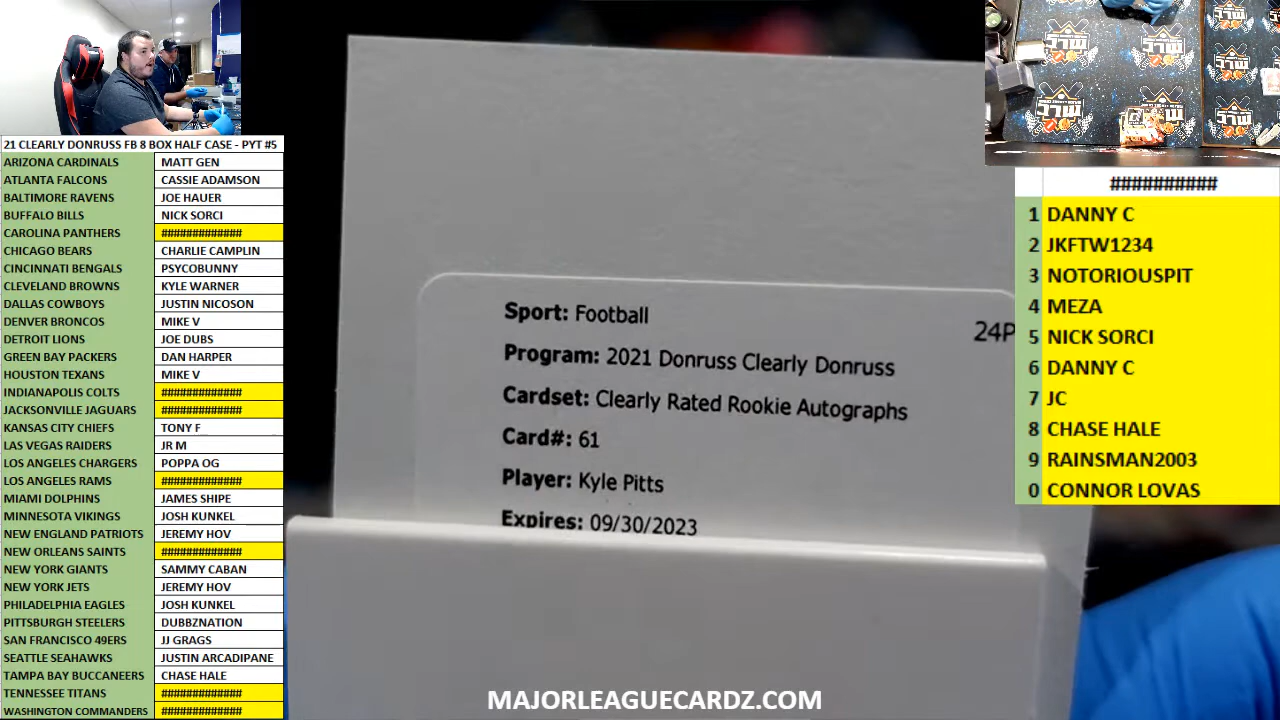 21 CLEARLY DONRUSS FB 8 BOX HALF CASE - PYT #5
ARIZONA CARDINALS MATT GEN
ATLANTA FALCONS CASSIE ADAMSON
BALTIMORE RAVENS JOE HAUER
BUFFALO BILLS NICK SORCI
CAROLINA PANTHERS #############
CHICAGO BEARS CHARLIE CAMPLIN
CINCINNATI BENGALS PSYCOBUNNY
CLEVELAND BROWNS KYLE WARNER
DALLAS COWBOYS JUSTIN NICOSON
DENVER BRONCOS MIKE V
DETROIT LIONS JOE DUBS
GREEN BAY PACKERS DAN HARPER
HOUSTON TEXANS MIKE V
INDIANAPOLIS COLTS #############
JACKSONVILLE JAGUARS #############
KANSAS CITY CHIEFS TONY F
LAS VEGAS RAIDERS JR M
LOS ANGELES CHARGERS POPPA OG
LOS ANGELES RAMS #############
MIAMI DOLPHINS JAMES SHIPE
MINNESOTA VIKINGS JOSH KUNKEL
NEW ENGLAND PATRIOTS JEREMY HOV
NEW ORLEANS SAINTS #############
NEW YORK GIANTS SAMMY CABAN
NEW YORK JETS JEREMY HOV
PHILADELPHIA EAGLES JOSH KUNKEL
PITTSBURGH STEELERS DUBBZNATION
SAN FRANCISCO 49ERS JJ GRAGS
SEATTLE SEAHAWKS JUSTIN ARCADIPANE
TAMPA BAY BUCCANEERS CHASE HALE
TENNESSEE TITANS #############
WASHINGTON COMMANDERS #############
Sport: Football
24P
Program: 2021 Donruss Clearly Donruss
Cardset: Clearly Rated Rookie Autographs
Card#: 61
Player: Kyle Pitts
Expires: 09/30/2023
MAJORLEAGUECARDZ.COM
##########
1 DANNY C
2 JKFTW1234
3 NOTORIOUSPIT
4 MEZA
5 NICK SORCI
6 DANNY C
7 JC
8 CHASE HALE
9 RAINSMAN2003
0 CONNOR LOVAS